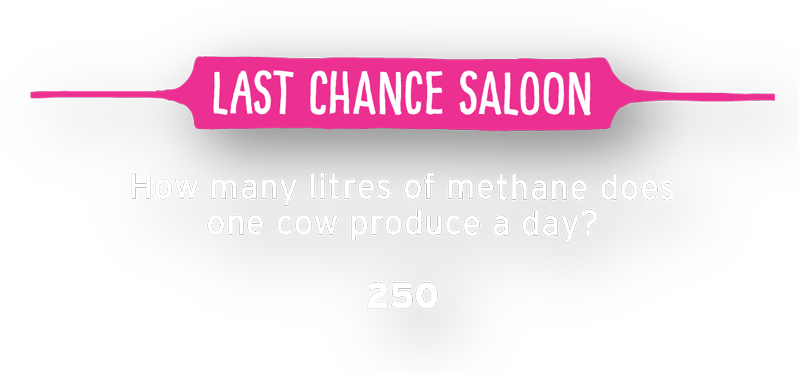 LAST CHANCE SALOON
How many litres of methane does
one cow produce a day?
250